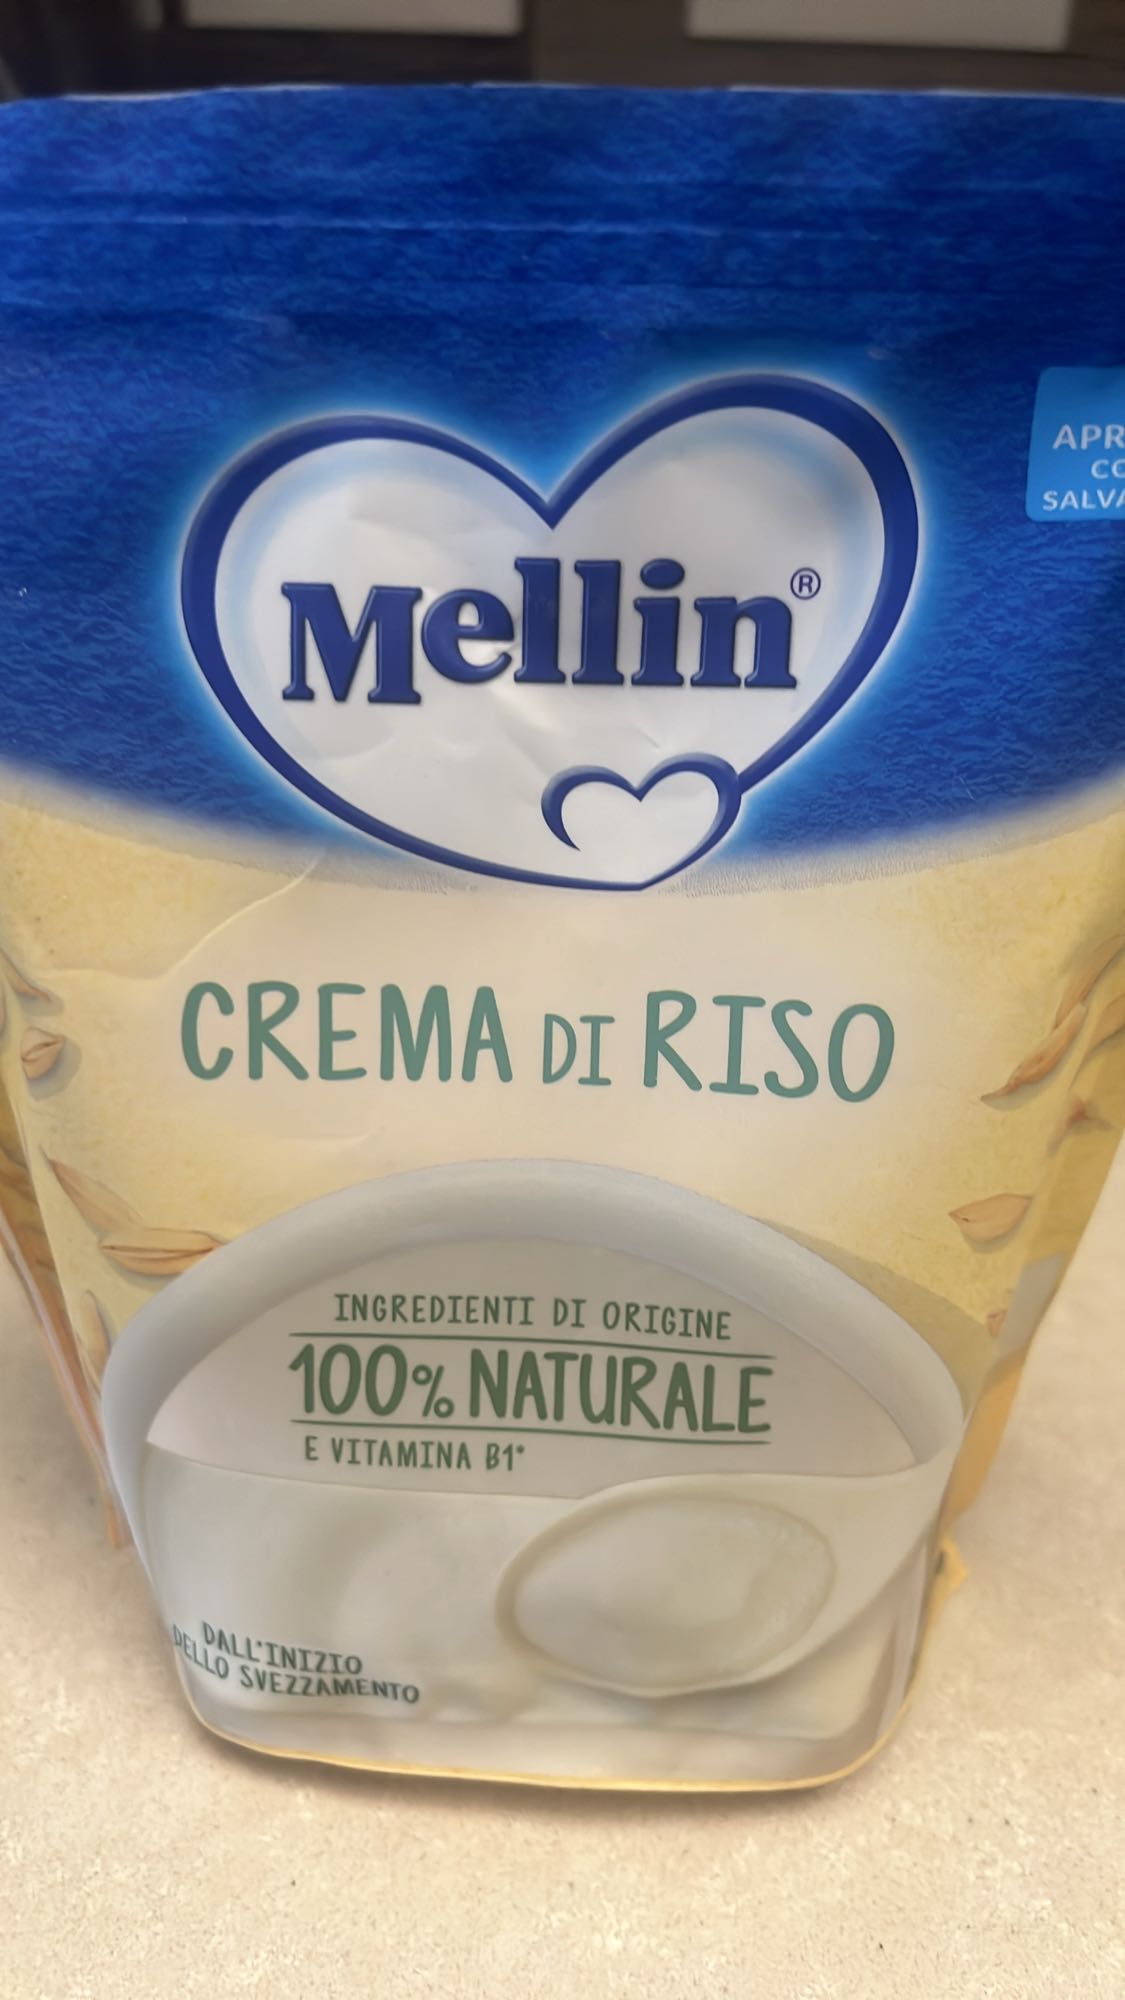 Mellin®
CREMA DI RISO
INGREDIENTI DI ORIGINE
100% NATURALE
E VITAMINA B1*
DALL'INIZIO
DELLO SVEZZAMENTO